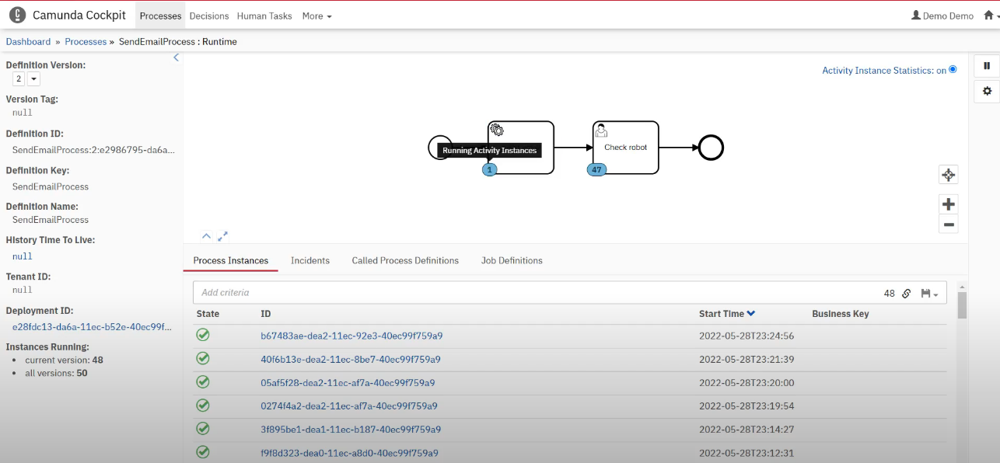 Camunda Cockpit Processes Decisions Human Tasks More Demo Demo
Dashboard » Processes » SendEmailProcess : Runtime
Definition Version:
2
Version Tag:
null
Definition ID:
SendEmailProcess:2:e2986795-da6a...
Definition Key:
SendEmailProcess
Definition Name:
SendEmailProcess
History Time To Live:
null
Tenant ID:
null
Deployment ID:
e28fdc13-da6a-11ec-b52e-40ec99f...
Instances Running:
• current version: 48
• all versions: 50
Activity Instance Statistics: on
Running Activity Instances
Check robot
1
47
Process Instances Incidents Called Process Definitions Job Definitions
Add criteria 48
State ID Start Time Business Key
b67483ae-dea2-11ec-92e3-40ec99f759a9 2022-05-28T23:24:56
40f6b13e-dea2-11ec-8be7-40ec99f759a9 2022-05-28T23:21:39
05af5f28-dea2-11ec-af7a-40ec99f759a9 2022-05-28T23:20:00
0274f4a2-dea2-11ec-af7a-40ec99f759a9 2022-05-28T23:19:54
3f895be1-dea1-11ec-b187-40ec99f759a9 2022-05-28T23:14:27
f9f8d323-dea0-11ec-a8d0-40ec99f759a9 2022-05-28T23:12:31